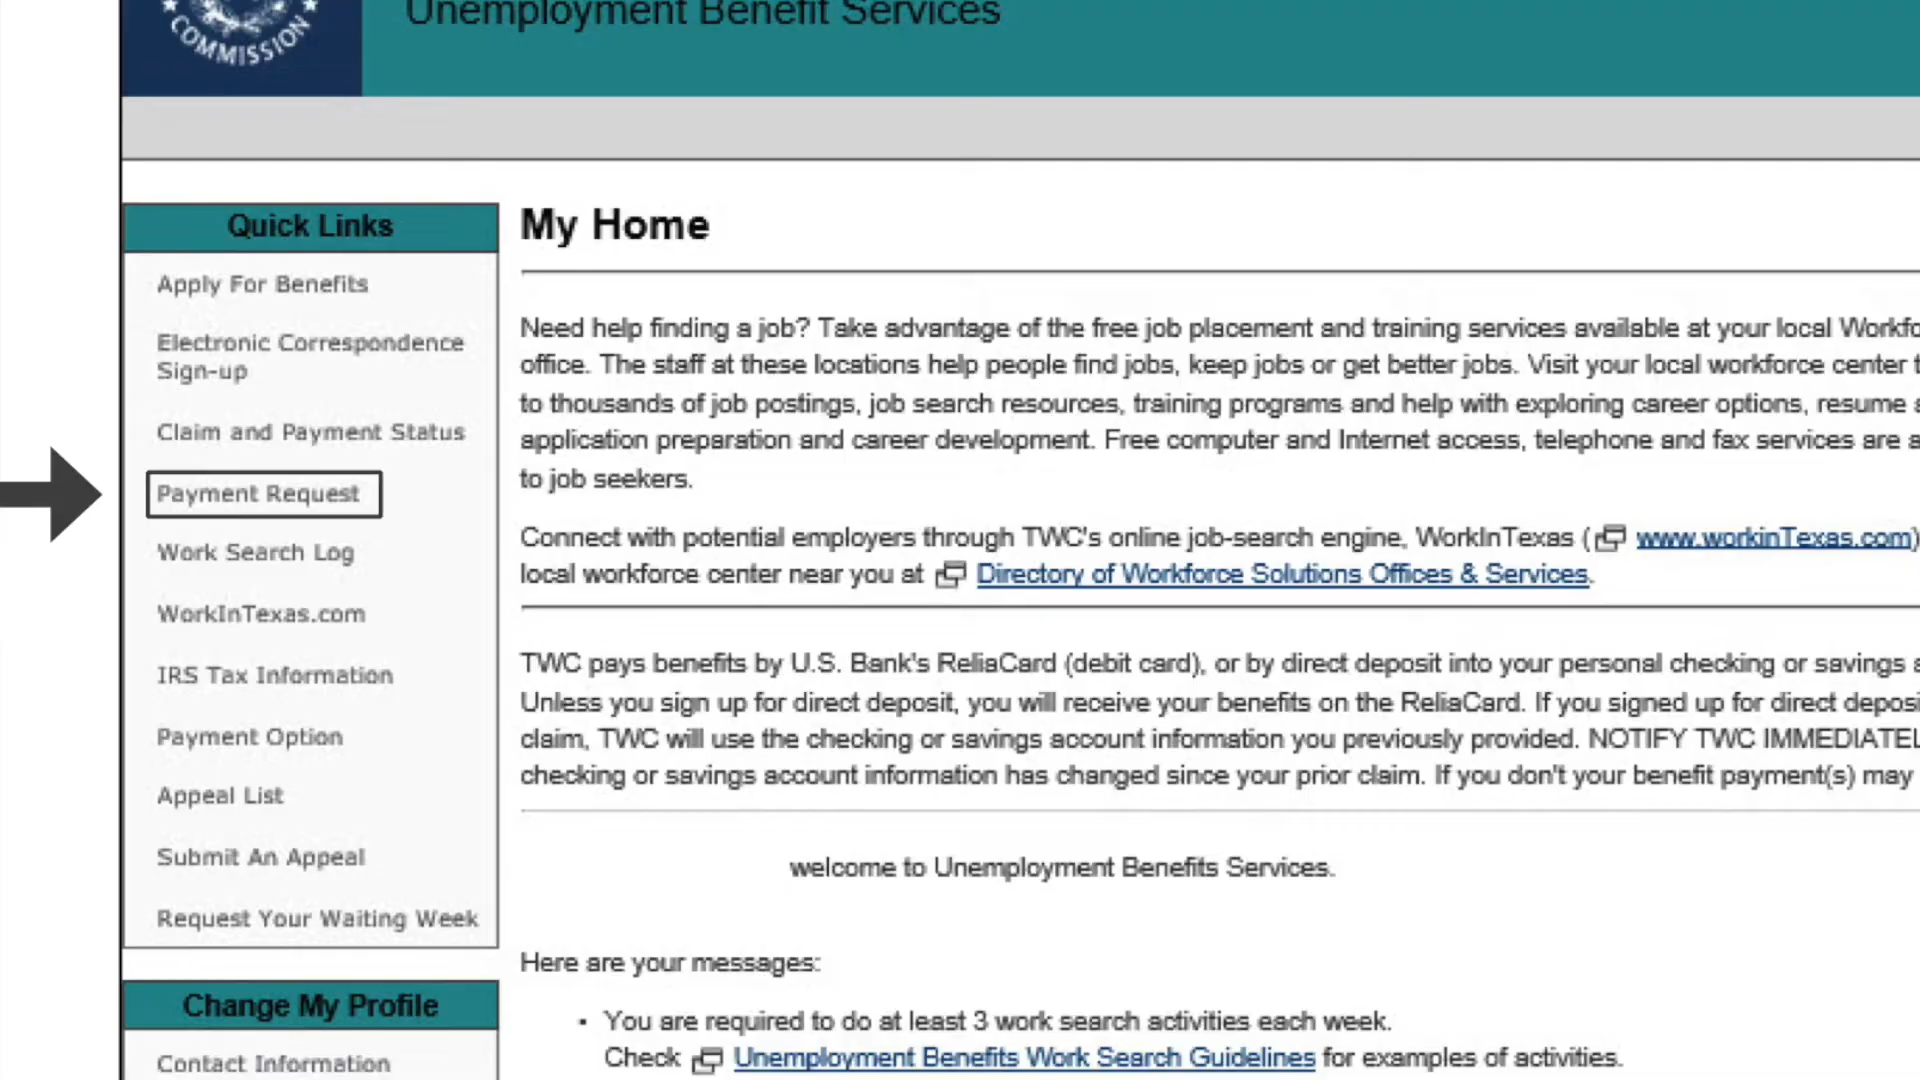 Unemployment Benefit Services
COMMISSION
Quick Links
Apply For Benefits
Electronic Correspondence
Sign-up
Claim and Payment Status
Payment Request
Work Search Log
WorkInTexas.com
IRS Tax Information
Payment Option
Appeal List
Submit An Appeal
Request Your Waiting Week
Change My Profile
Contact Information
My Home
Need help finding a job? Take advantage of the free job placement and training services available at your local
office. The staff at these locations help people find jobs, keep jobs or get better jobs. Visit your local workforce center
to thousands of job postings, job search resources, training programs and help with exploring career options, resume
application preparation and career development. Free computer and Internet access, telephone and fax services are
to job seekers.
Connect with potential employers through TWC's online job-search engine, WorkInTexas ( www.workinTexas.com)
local workforce center near you at Directory of Workforce Solutions Offices & Services.
TWC pays benefits by U.S. Bank's ReliaCard (debit card), or by direct deposit into your personal checking or savings
Unless you sign up for direct deposit, you will receive your benefits on the ReliaCard. If you signed up for direct
claim, TWC will use the checking or savings account information you previously provided. NOTIFY TWC
checking or savings account information has changed since your prior claim. If you don't your benefit payment(s) may
welcome to Unemployment Benefits Services.
Here are your messages:
• You are required to do at least 3 work search activities each week.
Check Unemployment Benefits Work Search Guidelines for examples of activities.